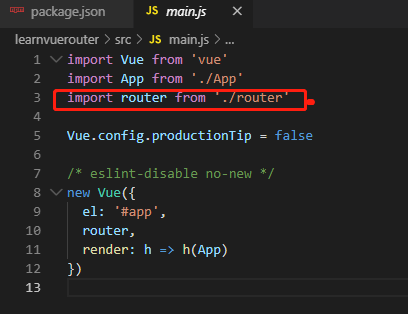 package.json
JS main.js ×
learnvuerouter > src > JS main.js > ...
1 import Vue from 'vue'
2 import App from './App'
3 import router from './router'
4
5 Vue.config.productionTip = false
6
7 /* eslint-disable no-new */
8 new Vue({
9 el: '#app',
10 router,
11 render: h => h(App)
12 })
13